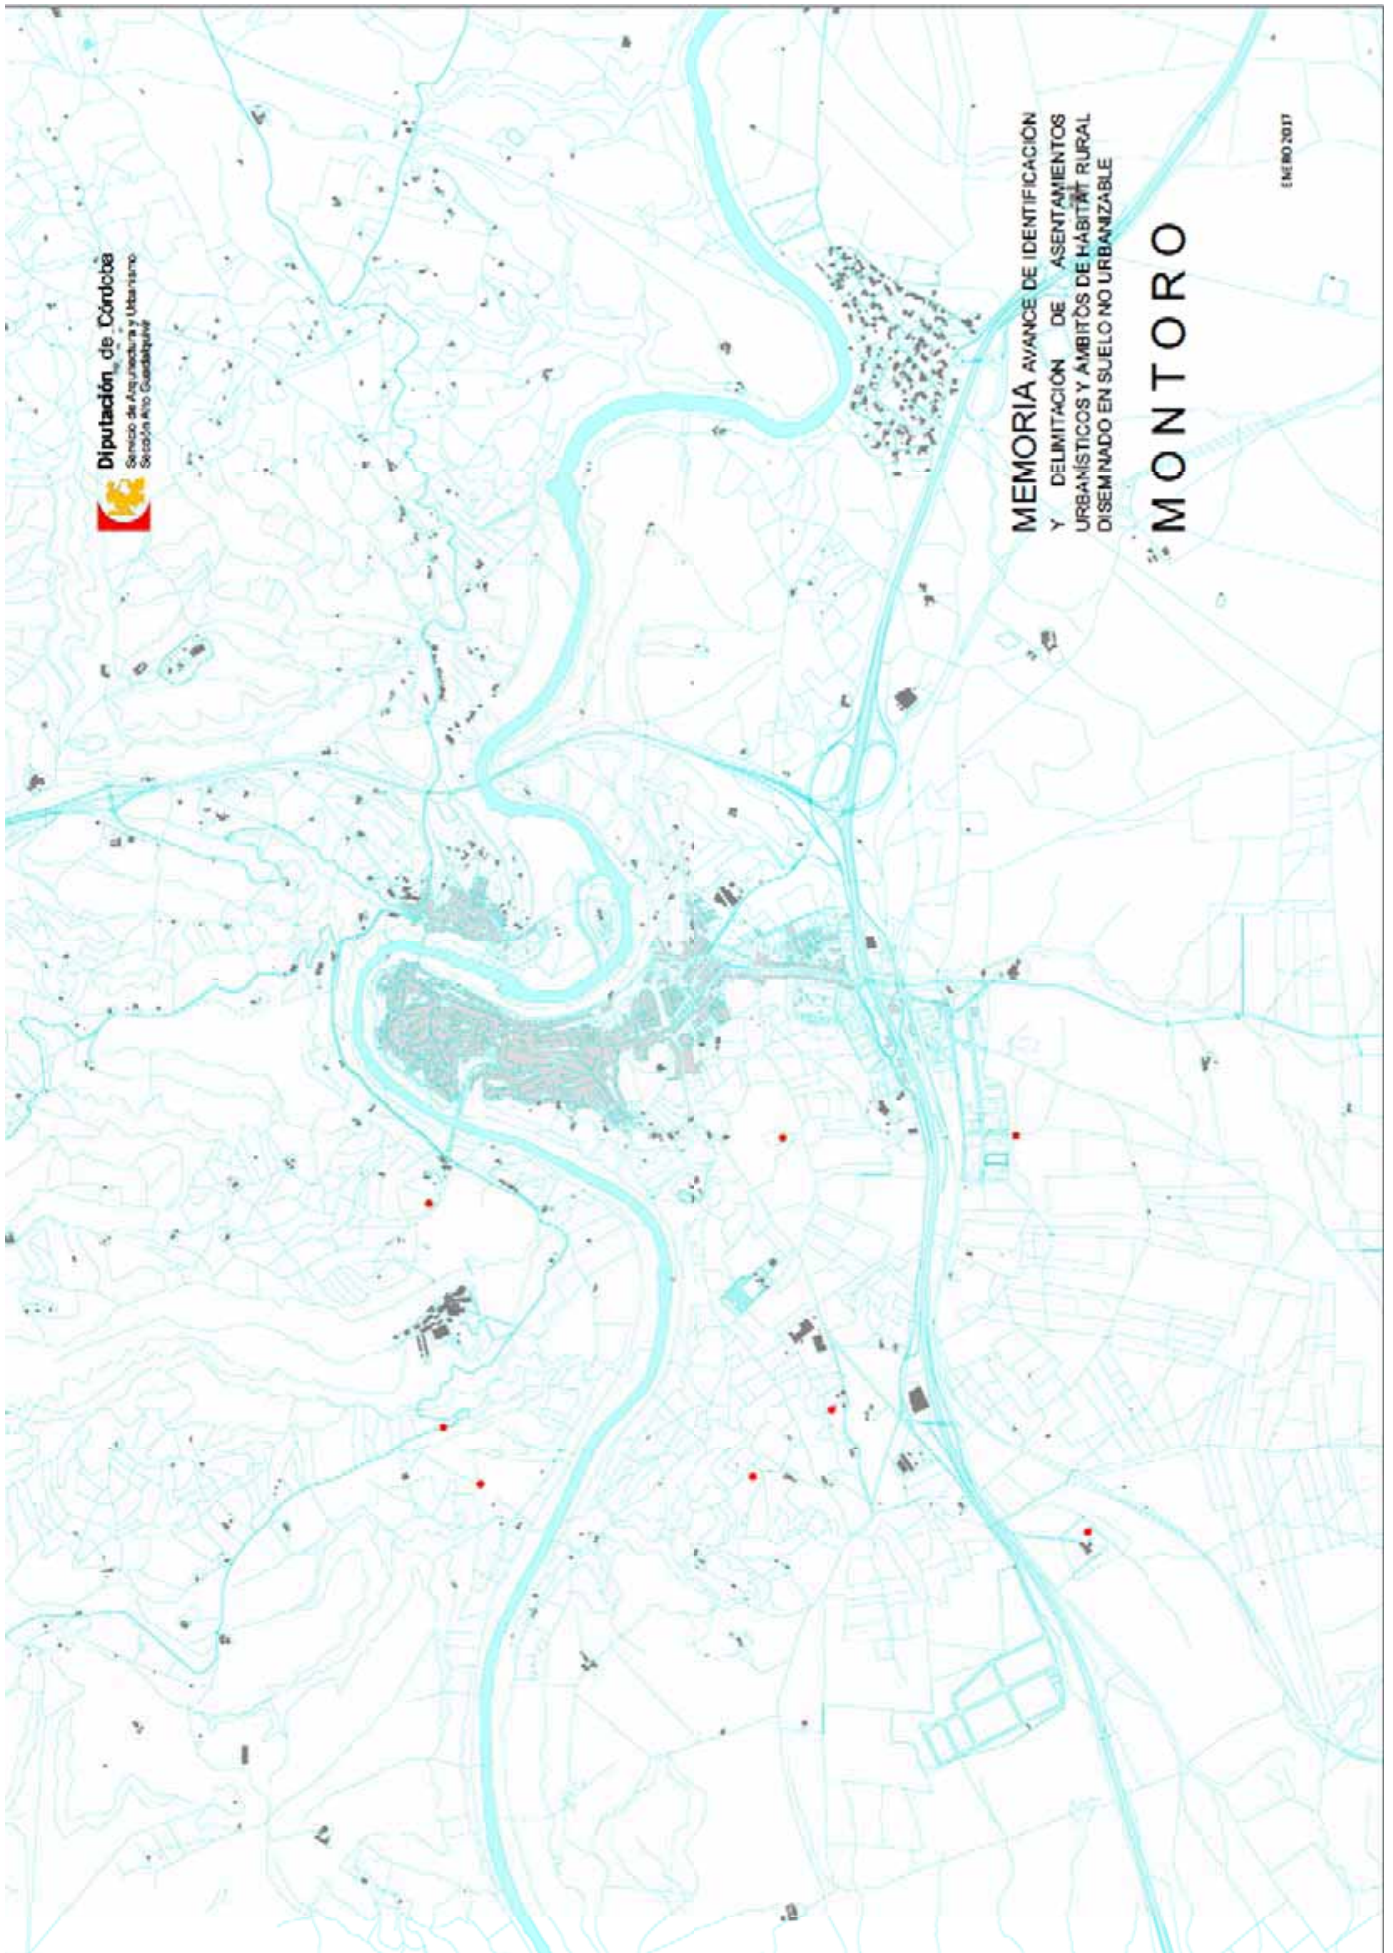 Diputación de Córdoba
Servicio de Arquitectura y Urbanismo
Sección Alto Guadalquivir
MEMORIA AVANCE DE IDENTIFICACIÓN
Y DELIMITACIÓN DE ASENTAMIENTOS
URBANÍSTICOS Y ÁMBITOS DE HÁBITAT RURAL
DISEMINADO EN SUELO NO URBANIZABLE
MONTORO
ENERO 2017